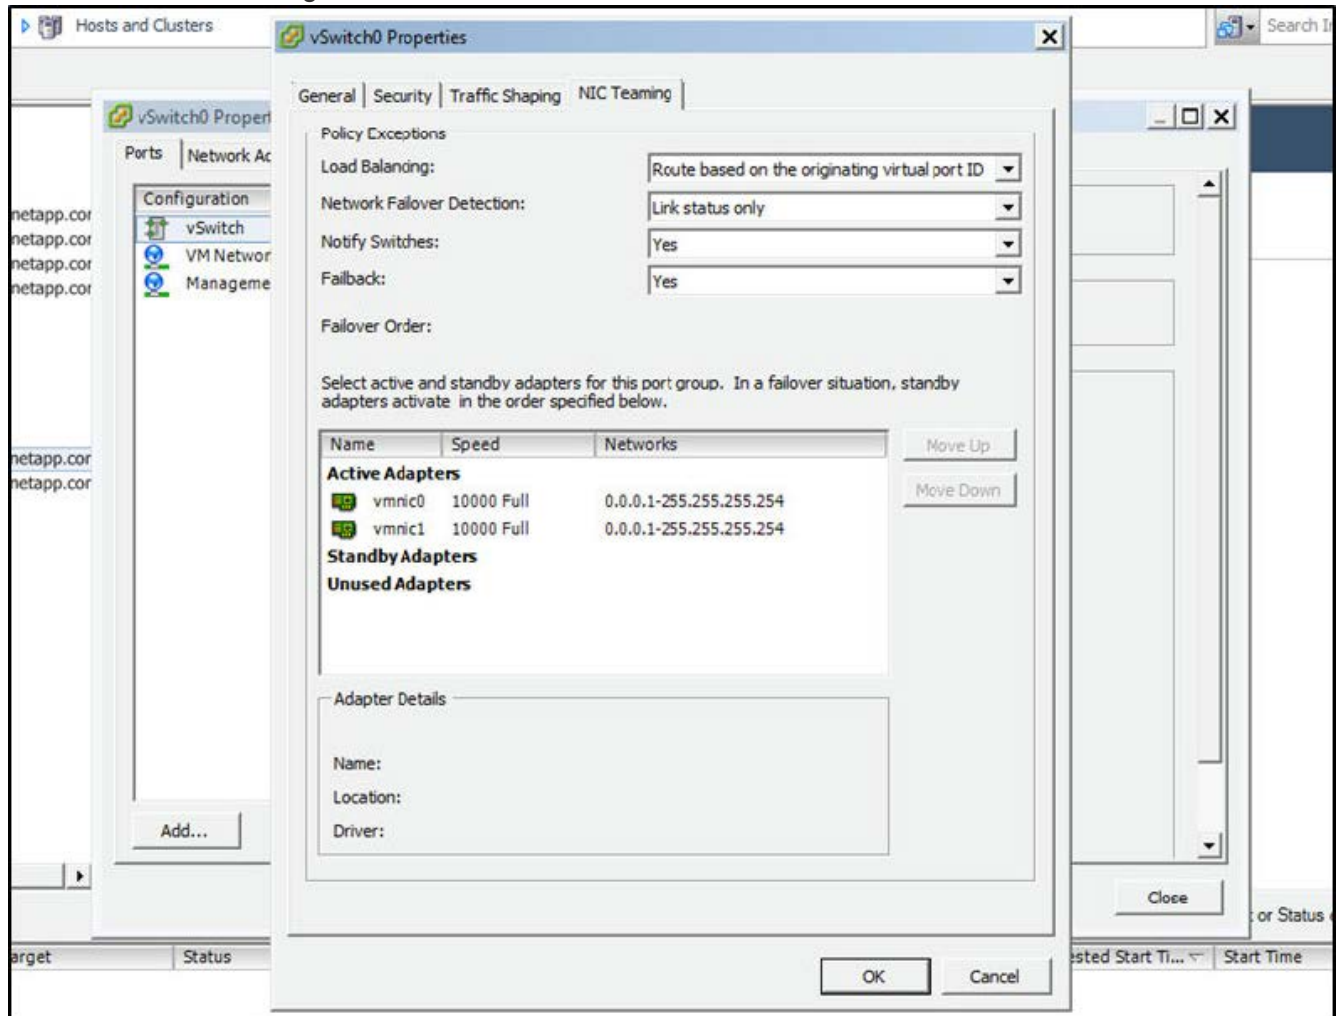 Hosts and Clusters
Search
vSwitch0 Properties
General Security Traffic Shaping NIC Teaming
vSwitch0
Ports Network
Policy Exceptions
Load Balancing: Route based on the originating virtual port ID
Network Failover Detection: Link status only
Notify Switches: Yes
Failback: Yes
Failover Order:
Select active and standby adapters for this port group. In a failover situation, standby
adapters activate in the order specified below.
Name Speed Networks
Active Adapters
vmnic0 10000 Full 0.0.0.1-255.255.255.254
vmnic1 10000 Full 0.0.0.1-255.255.255.254
Standby Adapters
Unused Adapters
Move Up
Move Down
Adapter Details
Name:
Location:
Driver:
OK Cancel
Configuration
vSwitch
VM Networ
Manageme
Add...
Close
netapp.cor
netapp.cor
netapp.cor
netapp.cor
netapp.cor
netapp.cor
or Status
arget Status ested Start Ti... Start Time